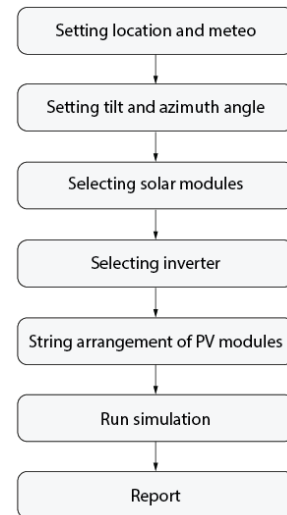 Setting location and meteo
Setting tilt and azimuth angle
Selecting solar modules
Selecting inverter
String arrangement of PV modules
Run simulation
Report